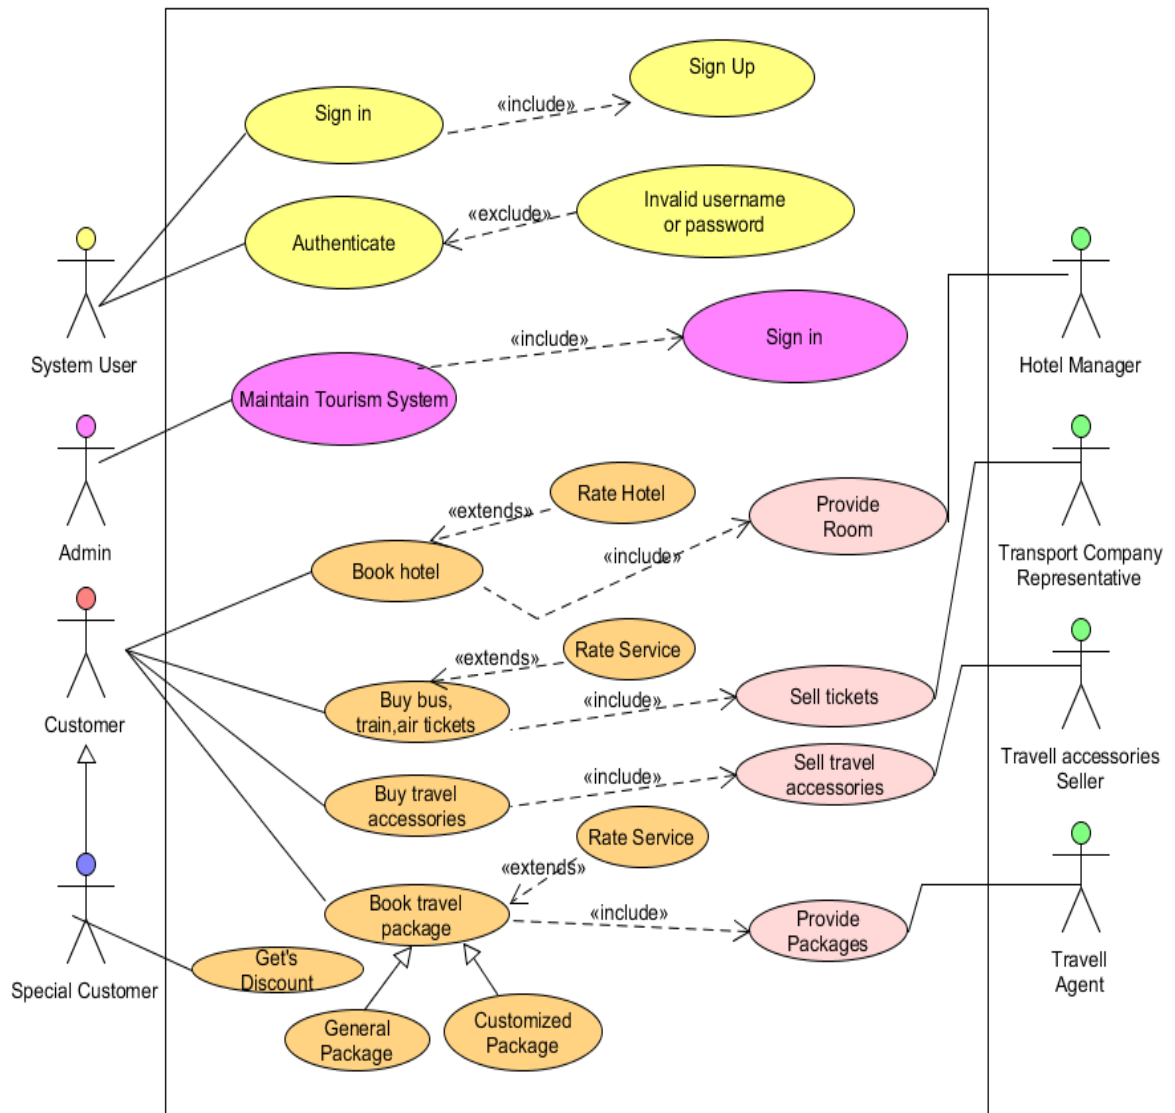 Sign Up
«include»
Sign in
Invalid username
or password
«exclude»
Authenticate
System User
Hotel Manager
«include»
Sign in
Maintain Tourism System
Admin
Rate Hotel
«extends»
Provide
Room
«include»
Book hotel
Transport Company
Representative
Customer
Rate Service
«extends»
Buy bus,
train,air tickets
«include»
Sell tickets
Travell accessories
Seller
Buy travel
accessories
«include»
Sell travel
accessories
Rate Service
«extends»
Book travel
package
«include»
Provide
Packages
Travell
Agent
Get's
Discount
Special Customer
General
Package
Customized
Package